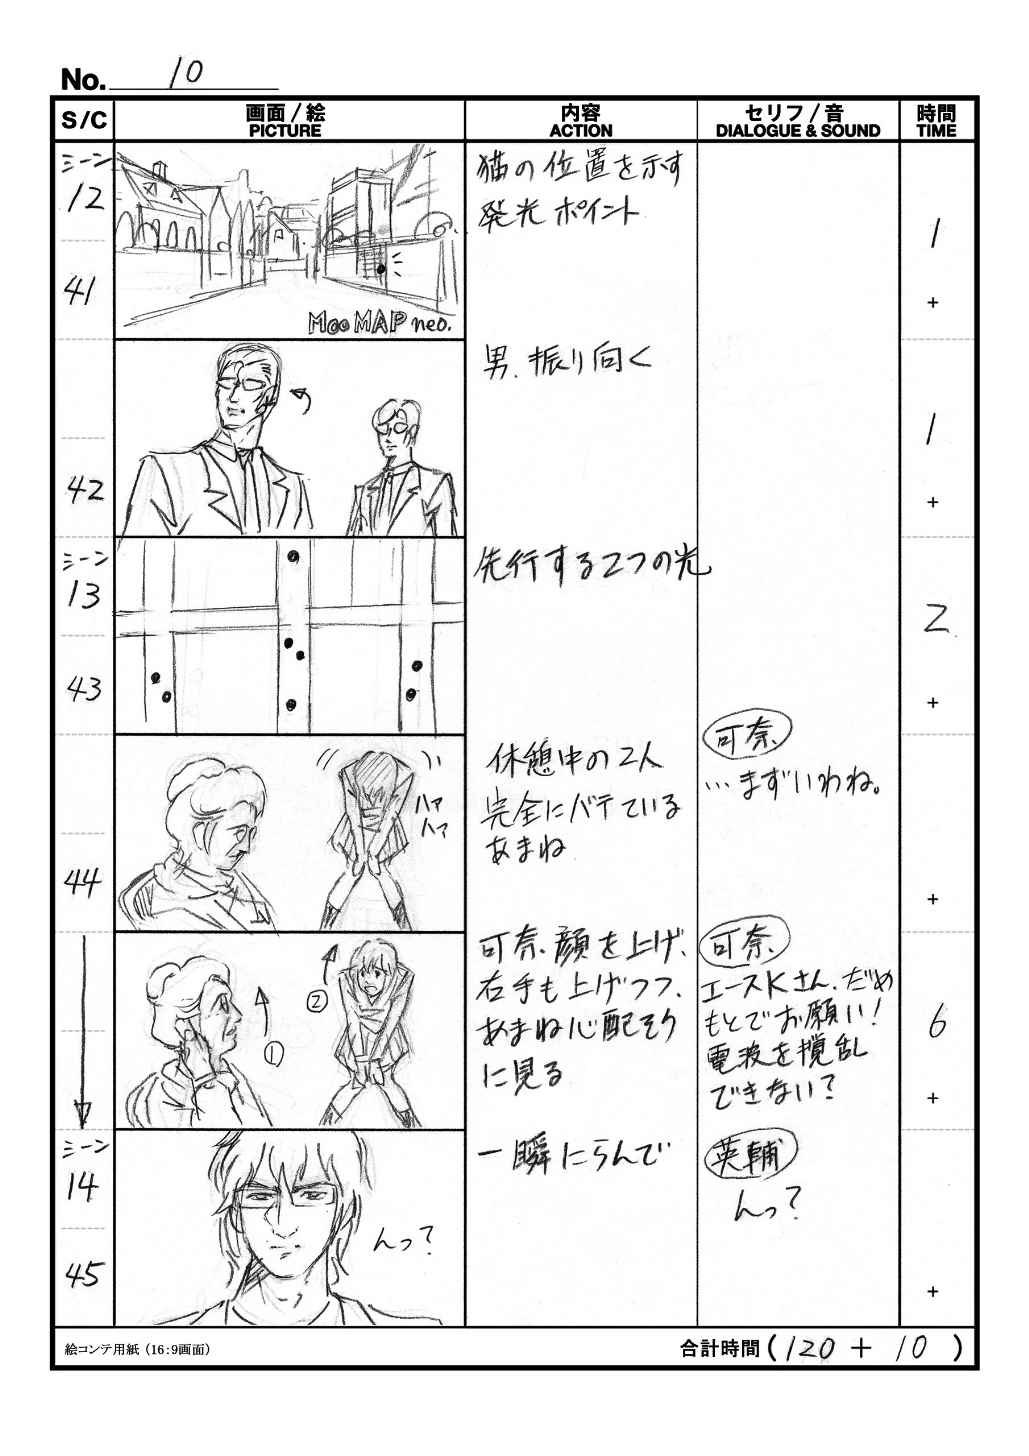 No. 10
S/C
画面/絵
PICTURE
内容
ACTION
セリフ/音
DIALOGUE & SOUND
時間
TIME
シーン
12
41
Moo MAP neo.
猫の位置を示す
発光ポイント
1
+
42
男、振り向く
1
+
シーン
13
43
先行する2つの光
2
+
44
ハァ
ハァ
休憩中の2人
完全にバテている
あまね
可奈
…まずいわね。
+
①
②
可奈、顔を上げ、
右手も上げつつ、
あまね心配そう
に見る
可奈
エースKさん、だめ
もとでお願い!
電波を攪乱
できない?
6
+
シーン
14
45
んっ?
一瞬にらんで
英輔
んっ?
+
絵コンテ用紙（16:9画面）
合計時間(120 + 10)